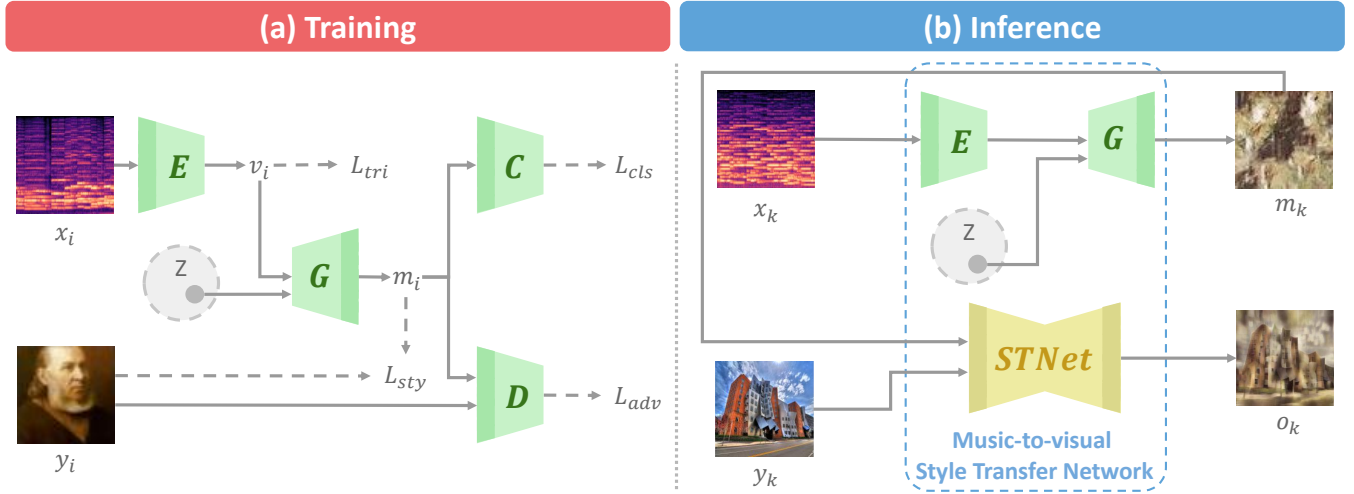 (a) Training
(b) Inference
E
v_i
L_tri
C
L_cls
x_i
Z
G
m_i
L_sty
D
L_adv
y_i
E
G
x_k
m_k
Z
STNet
y_k
o_k
Music-to-visual
Style Transfer Network